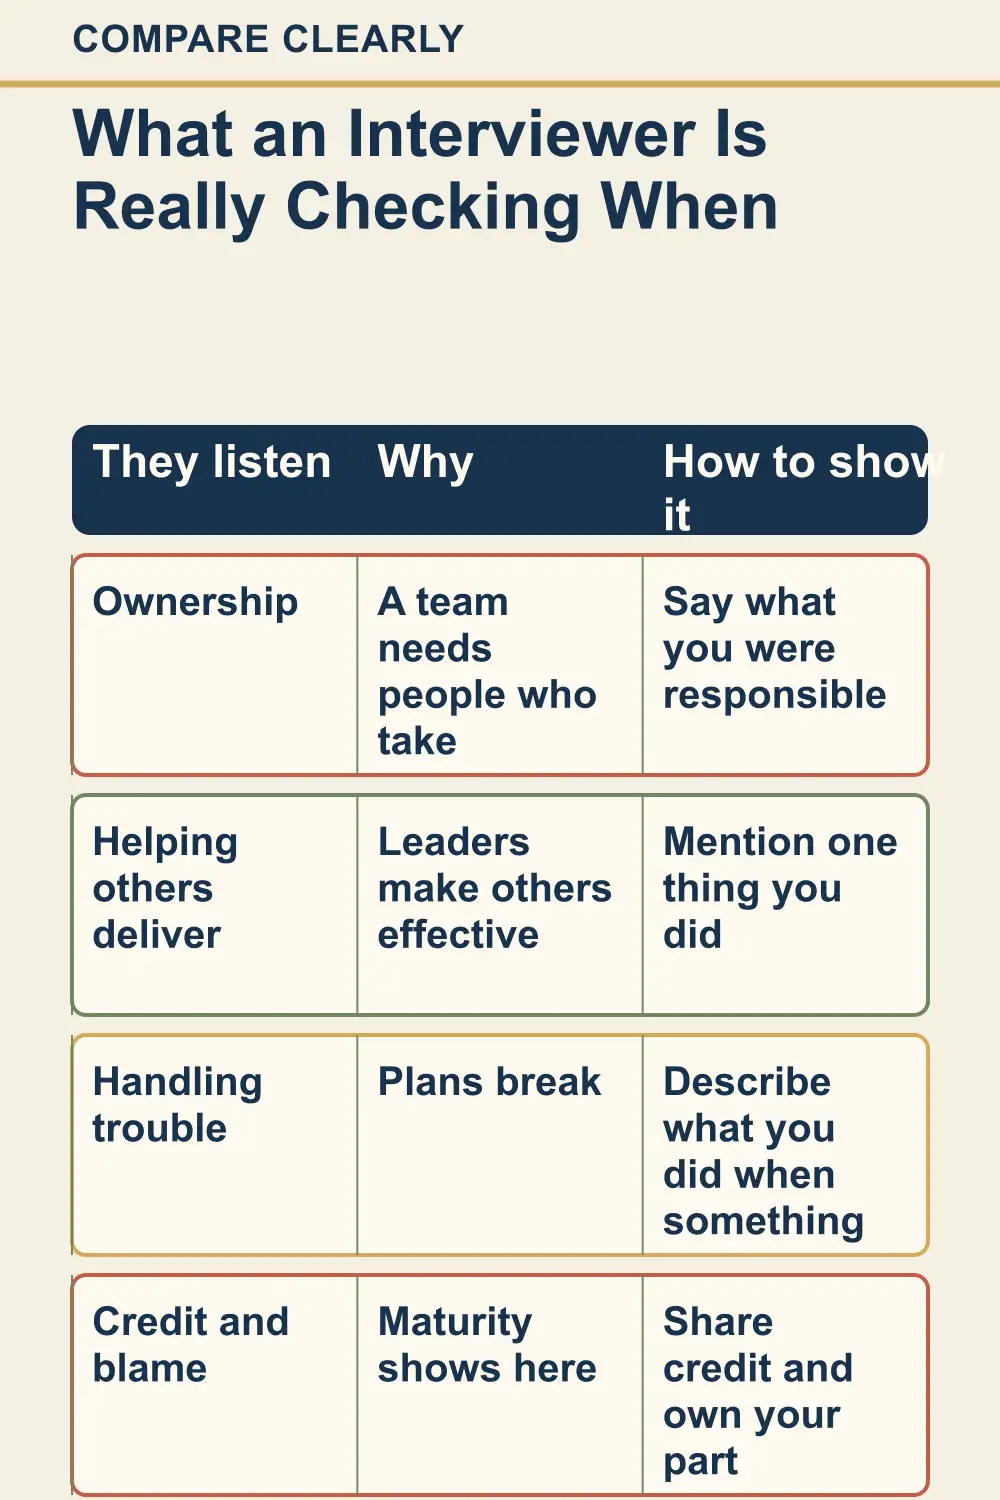 COMPARE CLEARLY
What an Interviewer Is
Really Checking When
They listen
Why
How to show
it
Ownership
A team
needs
people who
take
Say what
you were
responsible
Helping
others
deliver
Leaders
make others
effective
Mention one
thing you
did
Handling
trouble
Plans break
Describe
what you
did when
something
Credit and
blame
Maturity
shows here
Share
credit and
own your
part